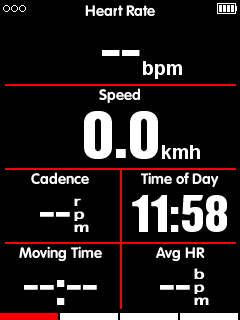 Heart Rate
-- bpm
Speed
0.0 kmh
Cadence
-- rpm
Time of Day
11:58
Moving Time
--:--
Avg HR
-- bpm